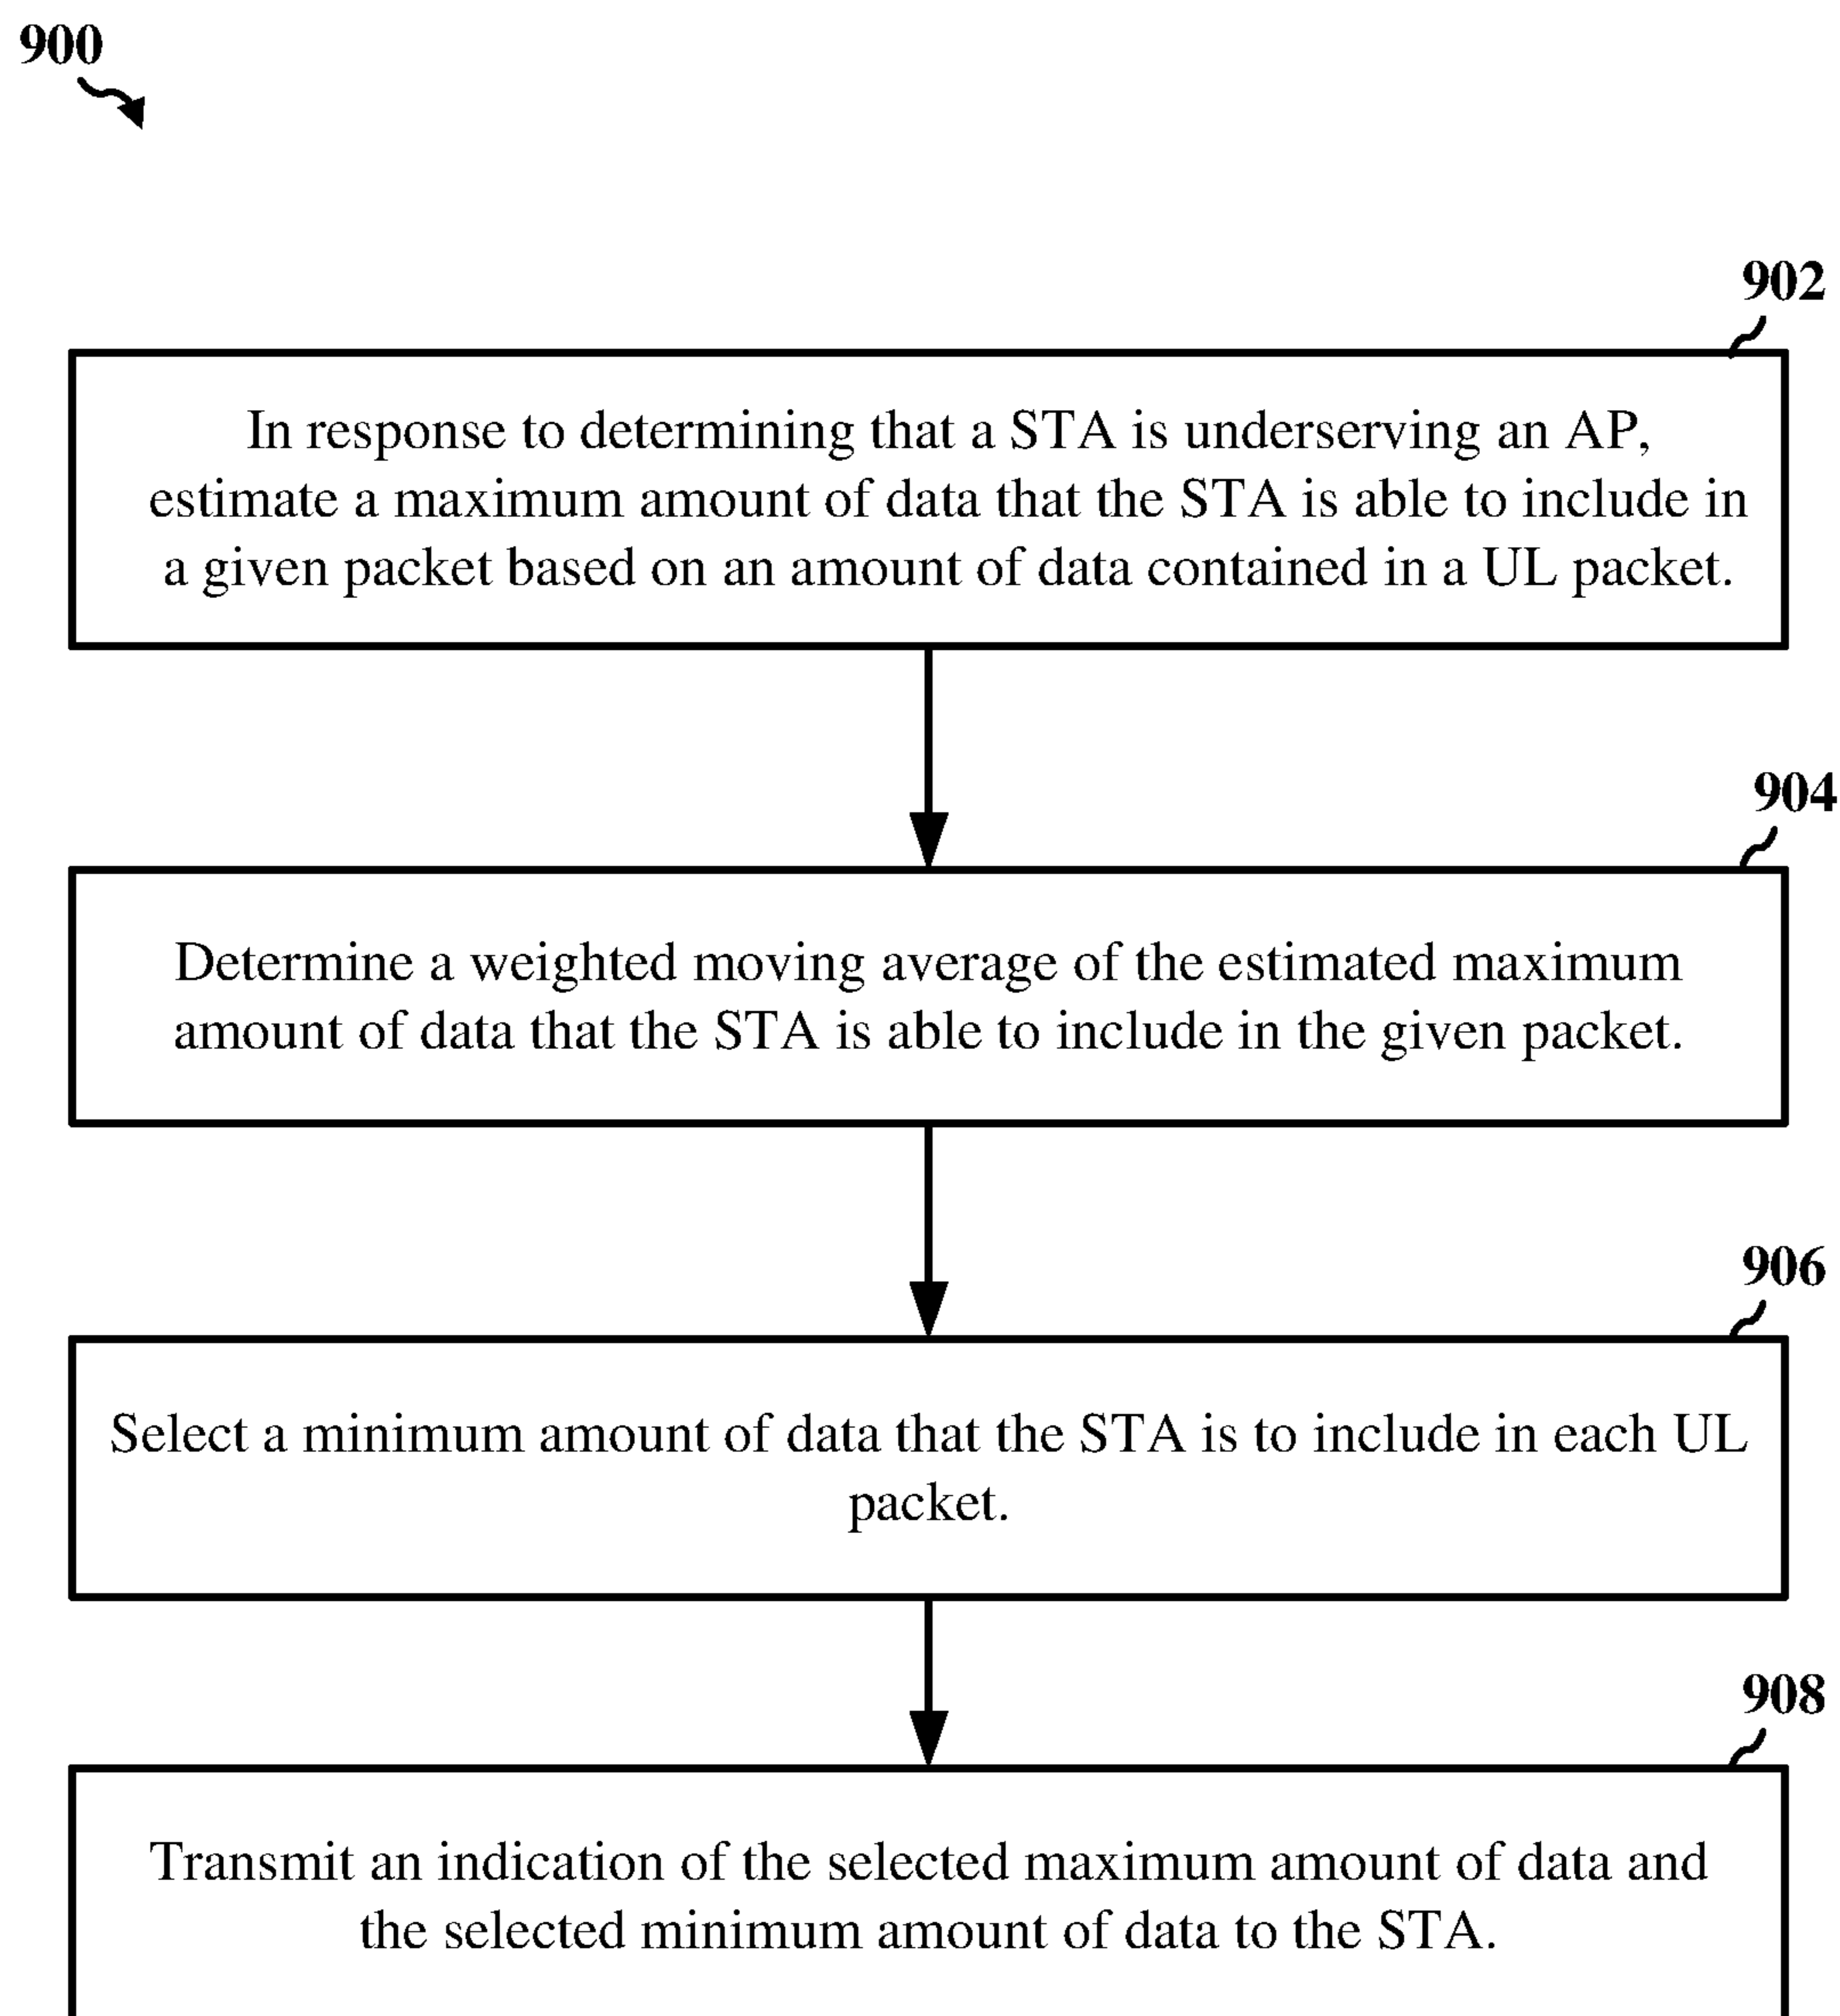 900
902
In response to determining that a STA is underserving an AP,
estimate a maximum amount of data that the STA is able to include in
a given packet based on an amount of data contained in a UL packet.
904
Determine a weighted moving average of the estimated maximum
amount of data that the STA is able to include in the given packet.
906
Select a minimum amount of data that the STA is to include in each UL
packet.
908
Transmit an indication of the selected maximum amount of data and
the selected minimum amount of data to the STA.